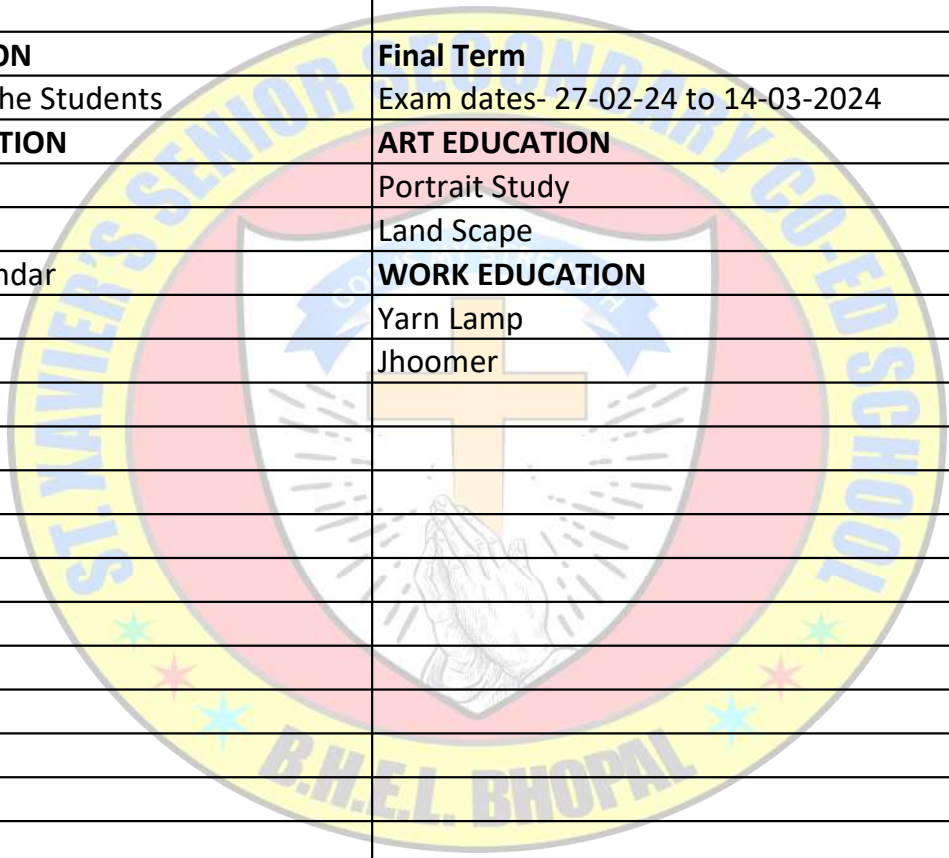 ON	Final Term
he Students	Exam dates- 27-02-24 to 14-03-2024
TION	ART EDUCATION
Portrait Study
Land Scape
ndar	WORK EDUCATION
Yarn Lamp
Jhoomer
ST. XAVIER'S SENIOR SECONDARY CO-ED SCHOOL
B.H.E.L. BHOPAL